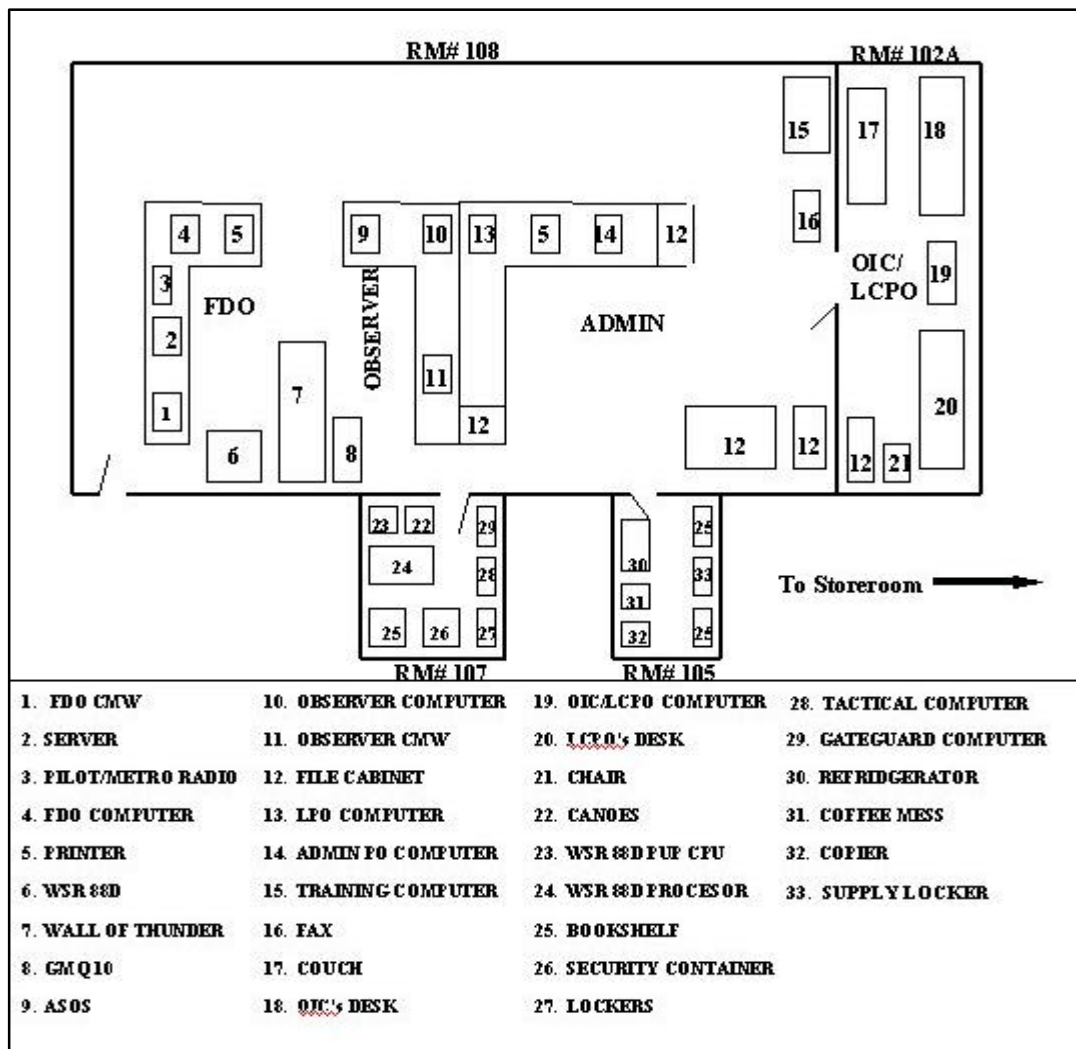 RM# 108
RM# 102A
15 17 18
4 5 9 10 13 5 14 12 16
3 FDO OBSERVER ADMIN OIC/
LCPO 19
2
11
7
1 12 20
6 8 12 12 12 21
23 22 29 25
24 28 30 33
31
25 26 27 32 25
To Storeroom
RM# 107 RM# 105
1. FDO CMW
2. SERVER
3. PILOT/METRO RADIO
4. FDO COMPUTER
5. PRINTER
6. WSR 88D
7. WALL OF THUNDER
8. GMQ10
9. ASOS
10. OBSERVER COMPUTER
11. OBSERVER CMW
12. FILE CABINET
13. LPO COMPUTER
14. ADMIN PO COMPUTER
15. TRAINING COMPUTER
16. FAX
17. COUCH
18. OIC's DESK
19. OIC/LCPO COMPUTER
20. LCPO's DESK
21. CHAIR
22. CANOES
23. WSR 88D PUP CPU
24. WSR 88D PROCESOR
25. BOOKSHELF
26. SECURITY CONTAINER
27. LOCKERS
28. TACTICAL COMPUTER
29. GATEGUARD COMPUTER
30. REFRIDGERATOR
31. COFFEE MESS
32. COPIER
33. SUPPLY LOCKER